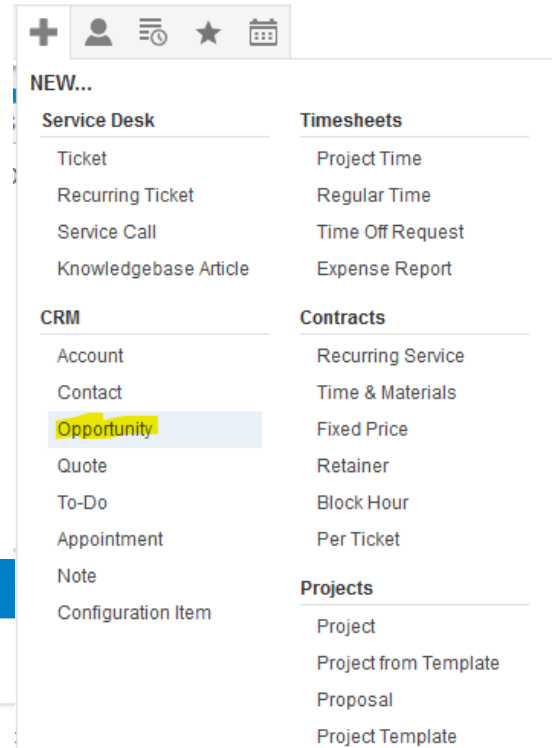 NEW...
Service Desk
Ticket
Recurring Ticket
Service Call
Knowledgebase Article
CRM
Account
Contact
Opportunity
Quote
To-Do
Appointment
Note
Configuration Item
Timesheets
Project Time
Regular Time
Time Off Request
Expense Report
Contracts
Recurring Service
Time & Materials
Fixed Price
Retainer
Block Hour
Per Ticket
Projects
Project
Project from Template
Proposal
Project Template